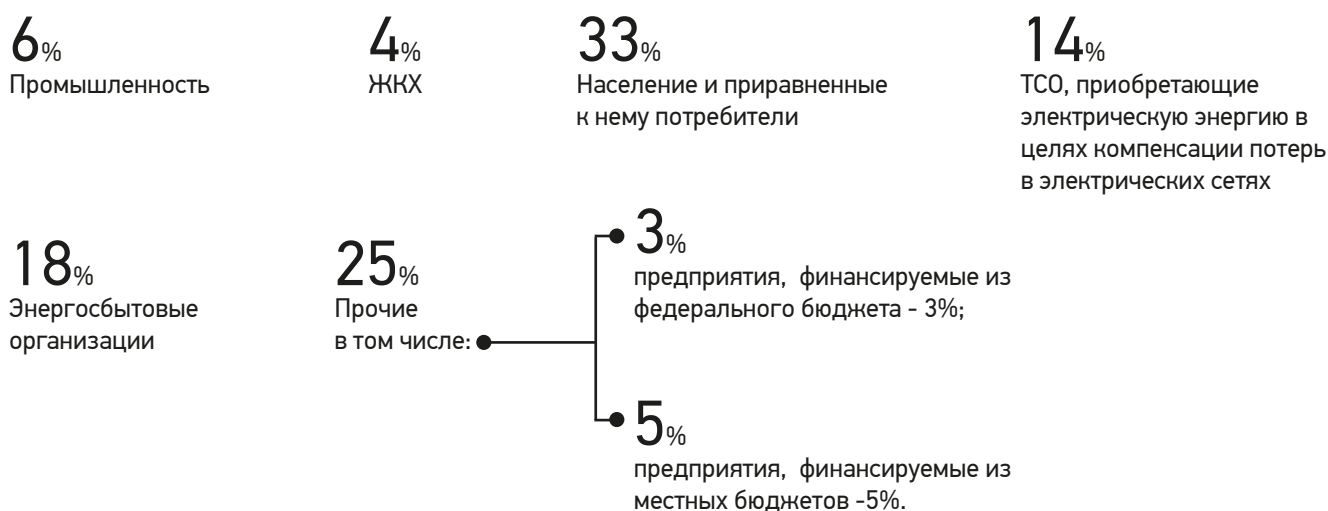 6%
Промышленность
4%
ЖКХ
33%
Население и приравненные
к нему потребители
14%
ТСО, приобретающие
электрическую энергию в
целях компенсации потерь
в электрических сетях
18%
Энергосбытовые
организации
25%
Прочие
в том числе:
3%
предприятия, финансируемые из
федерального бюджета - 3%;
5%
предприятия, финансируемые из
местных бюджетов -5%.